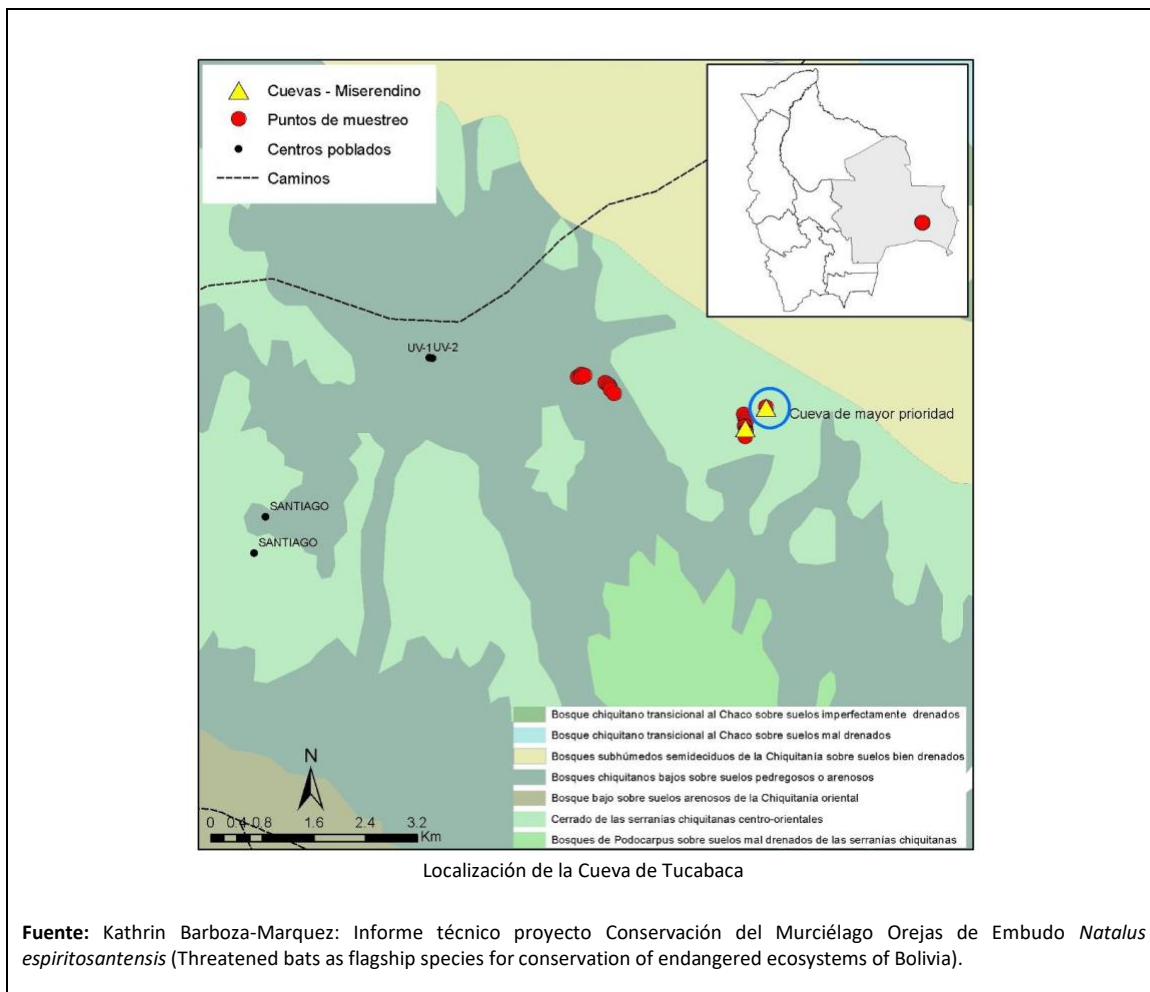 Cuevas - Miserendino
Puntos de muestreo
Centros poblados
Caminos
UV-1UV-2
Cueva de mayor prioridad
SANTIAGO
SANTIAGO
Bosque chiquitano transicional al Chaco sobre suelos imperfectamente drenados
Bosque chiquitano transicional al Chaco sobre suelos mal drenados
Bosques subhúmedos semideciduos de la Chiquitanía sobre suelos bien drenados
Bosques chiquitanos bajos sobre suelos pedregosos o arenosos
Bosque bajo sobre suelos arenosos de la Chiquitanía oriental
Cerrado de las serranías chiquitanas centro-orientales
Bosques de Podocarpus sobre suelos mal drenados de las serranías chiquitanas
N
0 0.4 0.8 1.6 2.4 3.2
Km
Localización de la Cueva de Tucabaca
Fuente: Kathrin Barboza-Marquez: Informe técnico proyecto Conservación del Murciélago Orejas de Embudo Natalus
espiritosantensis (Threatened bats as flagship species for conservation of endangered ecosystems of Bolivia).